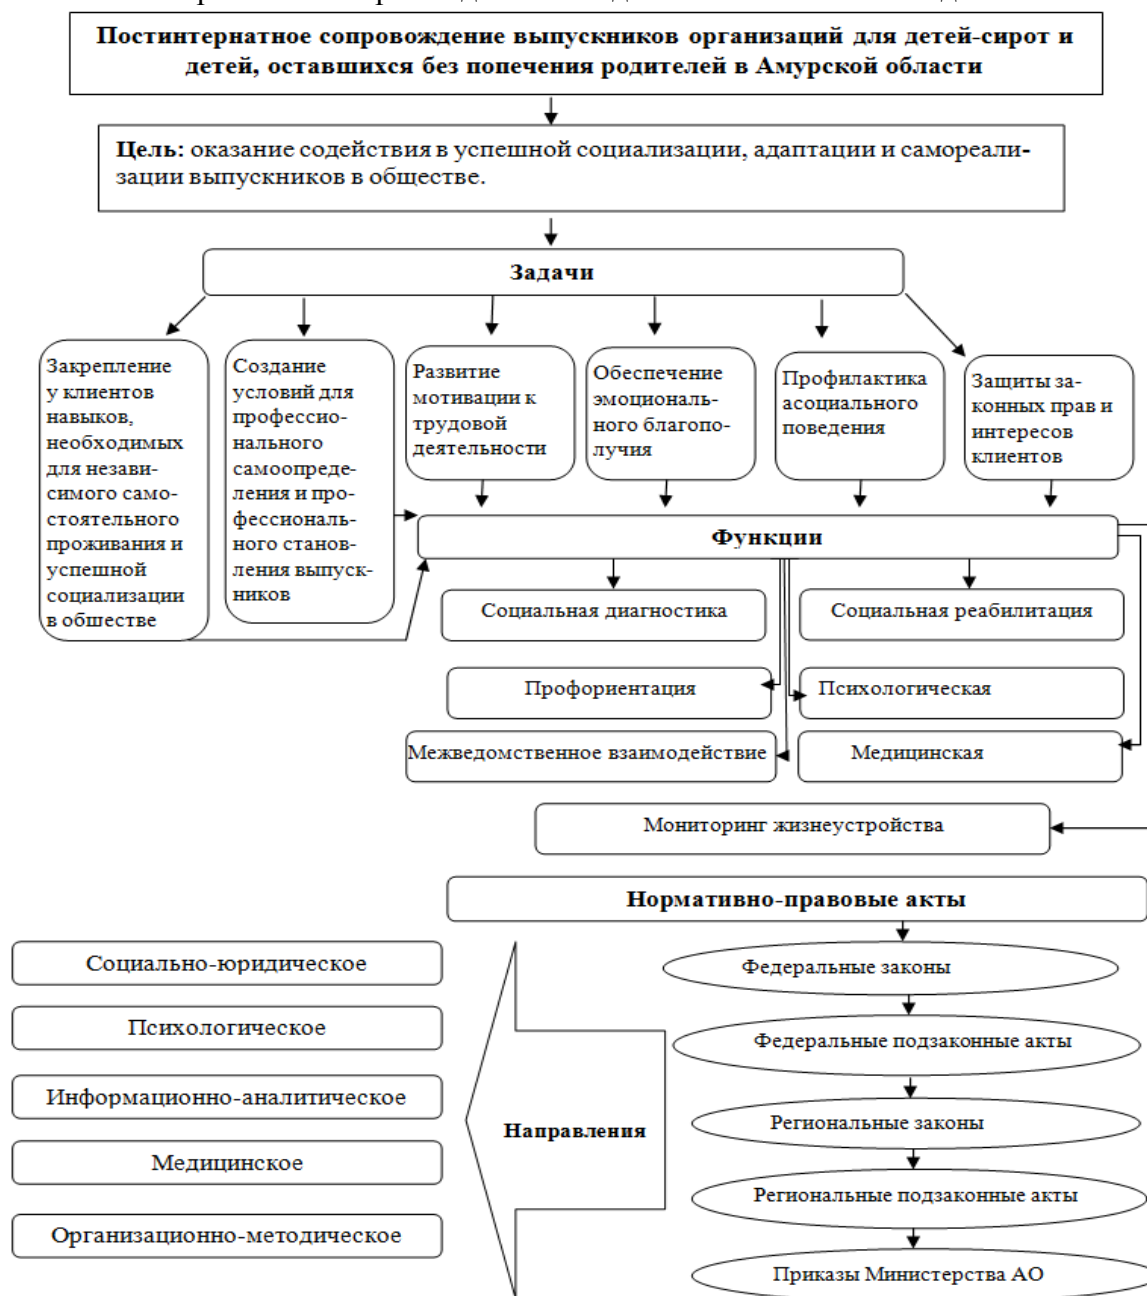 Постинтернатное сопровождение выпускников организаций для детей-сирот и
детей, оставшихся без попечения родителей в Амурской области
Цель: оказание содействия в успешной социализации, адаптации и самореали-
зации выпускников в обществе.
Задачи
Закрепление
у клиентов
навыков,
необходимых
для незави-
симого само-
стоятельного
проживания и
успешной
социализации
в обшестве
Создание
условий для
профессио-
нального
самоопреде-
ления и про-
фессиональ-
ного станов-
ления выпуск-
ников
Развитие
мотивации к
трудовой
деятельности
Обеспечение
эмоциональ-
ного благопо-
лучия
Профилактика
асоциального
поведения
Защиты за-
конных прав и
интересов
клиентов
Функции
Социальная диагностика
Социальная реабилитация
Профориентация
Психологическая
Межведомственное взаимодействие
Медицинская
Мониторинг жизнеустройства
Нормативно-правовые акты
Социально-юридическое
Психологическое
Информационно-аналитическое
Медицинское
Организационно-методическое
Направления
Федеральные законы
Федеральные подзаконные акты
Региональные законы
Региональные подзаконные акты
Приказы Министерства АО